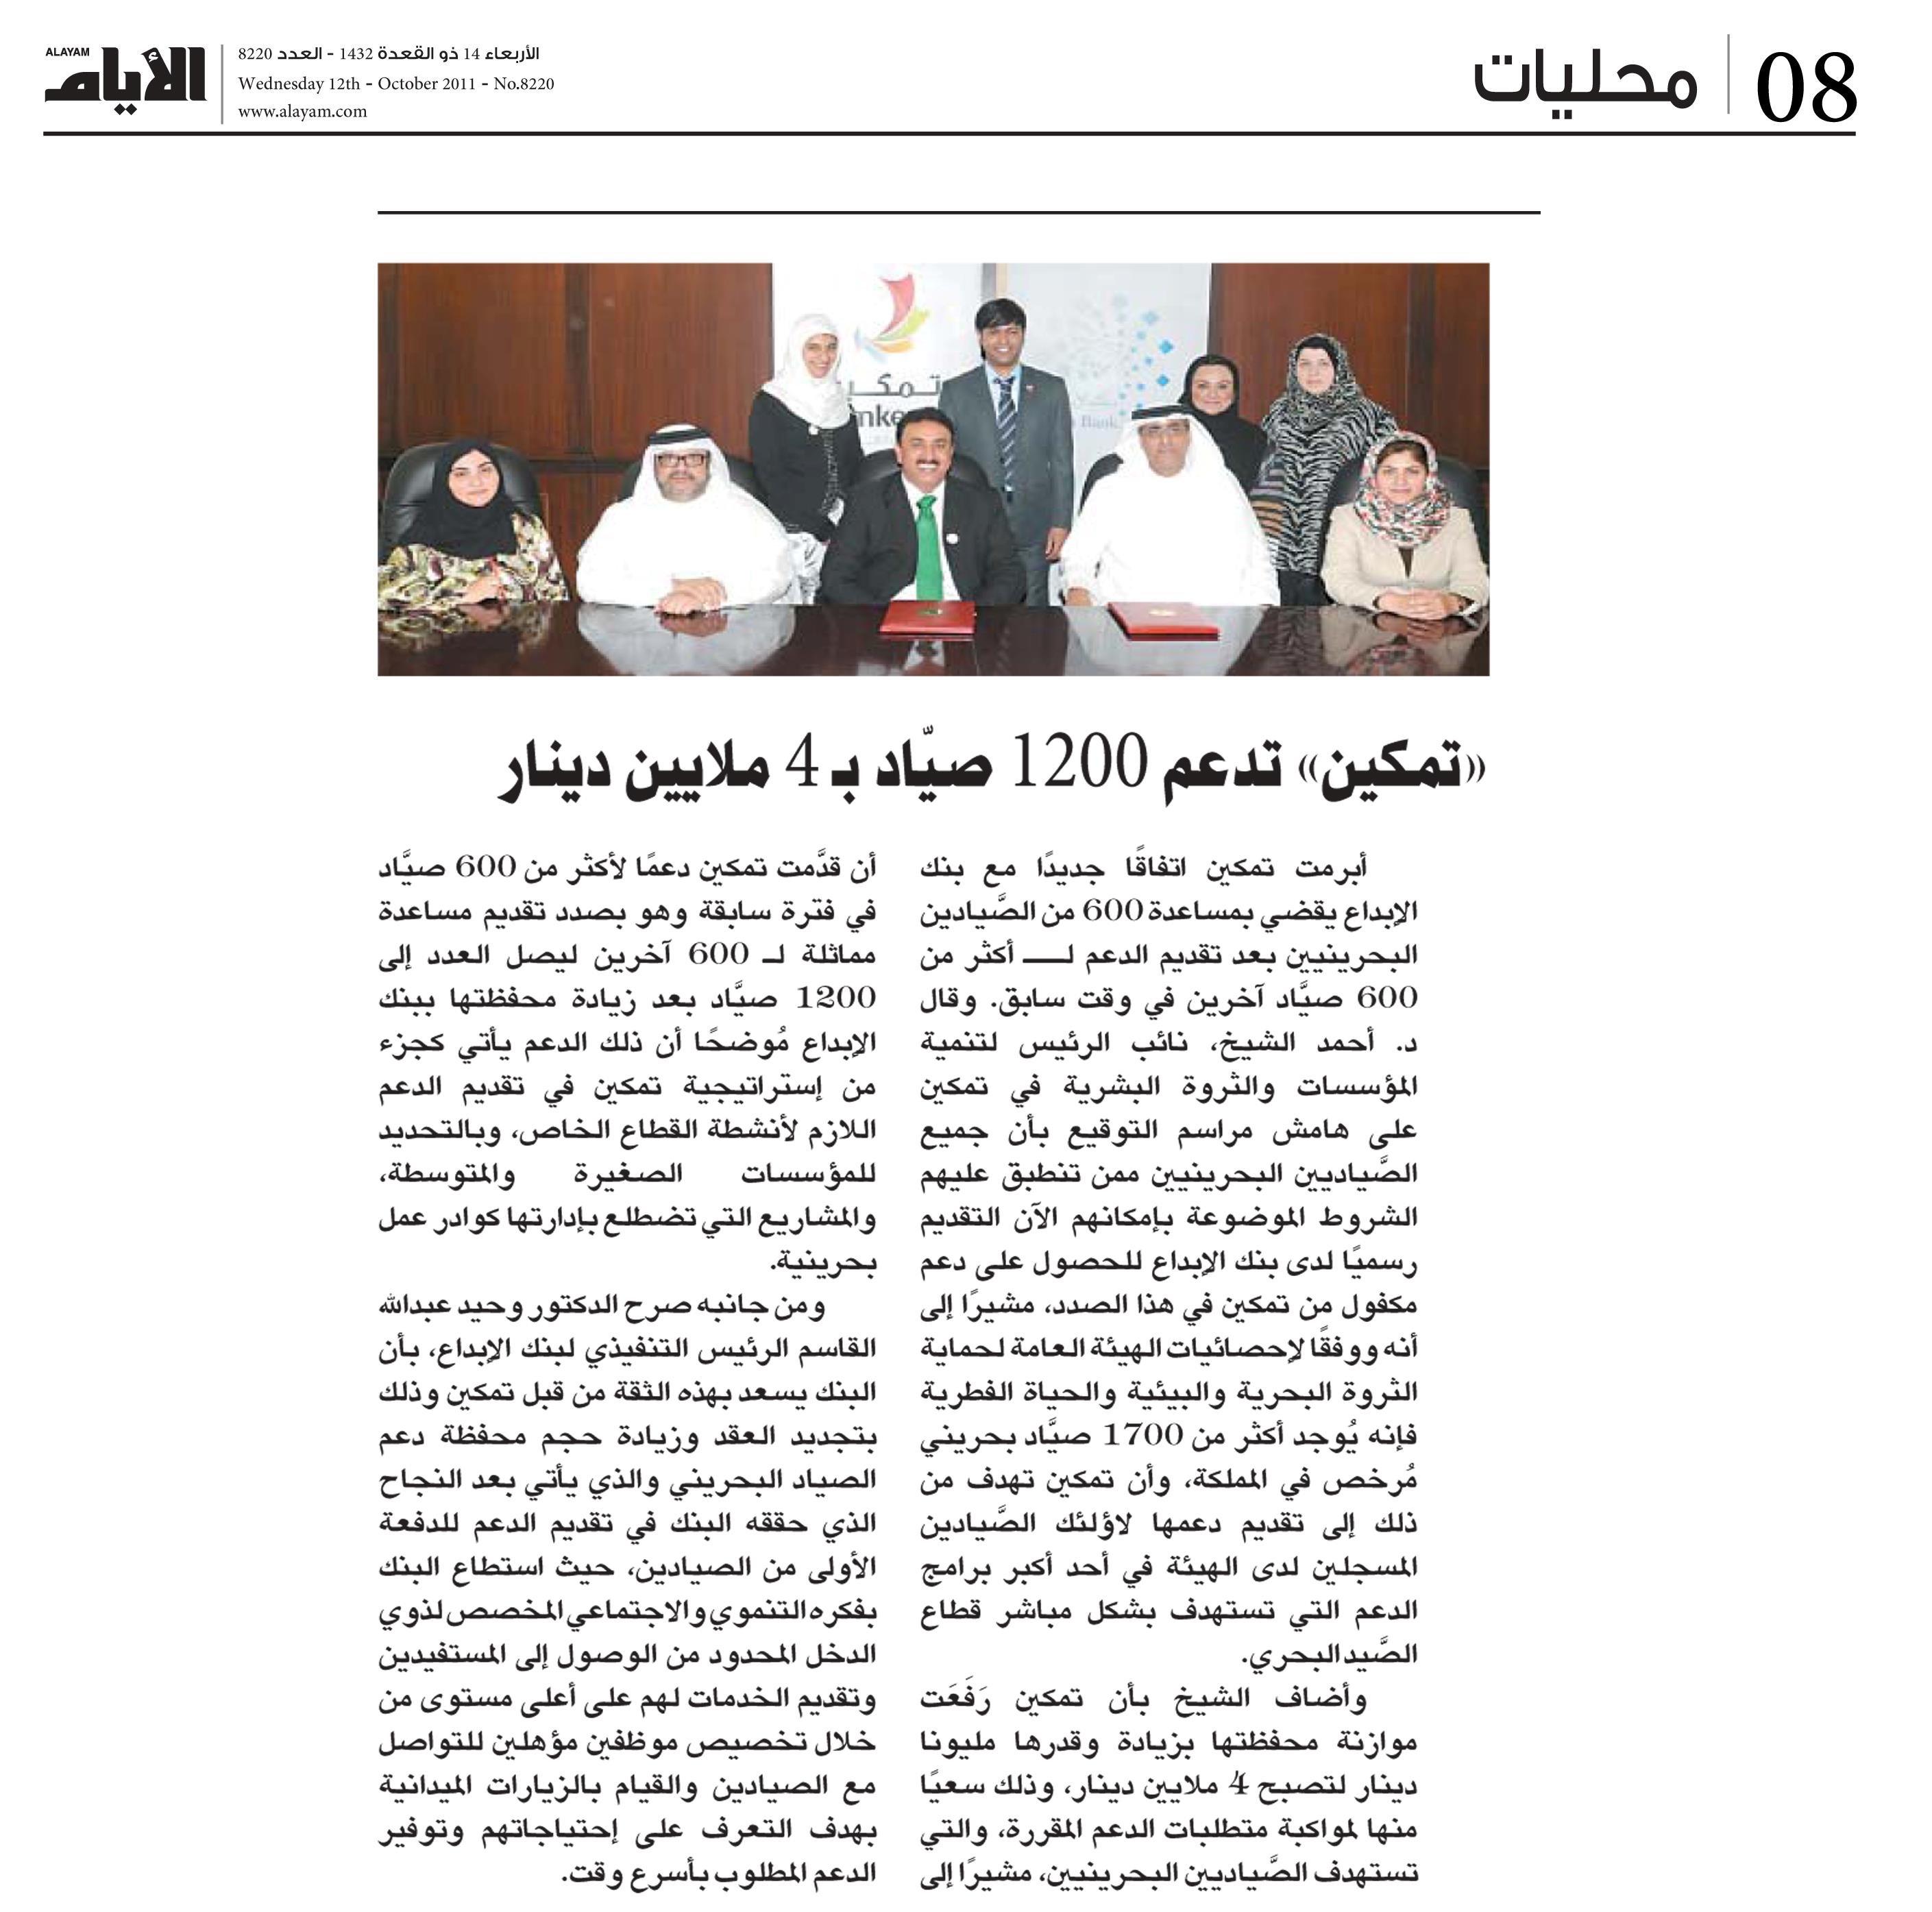 08
محليات
الأربعاء 14 ذو القعدة 1432 - العدد 8220
Wednesday 12th - October 2011 - No.8220
www.alayam.com
ALAYAM
الأيام
تمكين
mke
Bank
«تمكين» تدعم 1200 صيّاد بـ 4 ملايين دينار
أبرمت تمكين اتفاقًا جديدًا مع بنك
الإبداع يقضي بمساعدة 600 من الصَّيادين
البحرينيين بعد تقديم الدعم لـــ أكثر من
600 صيَّاد آخرين في وقت سابق. وقال
د. أحمد الشيخ، نائب الرئيس لتنمية
المؤسسات والثروة البشرية في تمكين
على هامش مراسم التوقيع بأن جميع
الصَّياديين البحرينيين ممن تنطبق عليهم
الشروط الموضوعة بإمكانهم الآن التقديم
رسميًا لدى بنك الإبداع للحصول على دعم
مكفول من تمكين في هذا الصدد، مشيرًا إلى
أنه ووفقًا لإحصائيات الهيئة العامة لحماية
الثروة البحرية والبيئية والحياة الفطرية
فإنه يُوجد أكثر من 1700 صيَّاد بحريني
مُرخص في المملكة، وأن تمكين تهدف من
ذلك إلى تقديم دعمها لاؤلئك الصَّيادين
المسجلين لدى الهيئة في أحد أكبر برامج
الدعم التي تستهدف بشكل مباشر قطاع
الصَّيد البحري.
وأضاف الشيخ بأن تمكين رَفَعَت
موازنة محفظتها بزيادة وقدرها مليونا
دينار لتصبح 4 ملايين دينار، وذلك سعيًا
منها لمواكبة متطلبات الدعم المقررة، والتي
تستهدف الصَّياديين البحرينيين، مشيرًا إلى
أن قدَّمت تمكين دعمًا لأكثر من 600 صيَّاد
في فترة سابقة وهو بصدد تقديم مساعدة
مماثلة لـ 600 آخرين ليصل العدد إلى
1200 صيَّاد بعد زيادة محفظتها ببنك
الإبداع مُوضحًا أن ذلك الدعم يأتي كجزء
من إستراتيجية تمكين في تقديم الدعم
اللازم لأنشطة القطاع الخاص، وبالتحديد
للمؤسسات الصغيرة والمتوسطة،
والمشاريع التي تضطلع بإدارتها كوادر عمل
بحرينية.
ومن جانبه صرح الدكتور وحيد عبدالله
القاسم الرئيس التنفيذي لبنك الإبداع، بأن
البنك يسعد بهذه الثقة من قبل تمكين وذلك
بتجديد العقد وزيادة حجم محفظة دعم
الصياد البحريني والذي يأتي بعد النجاح
الذي حققه البنك في تقديم الدعم للدفعة
الأولى من الصيادين، حيث استطاع البنك
بفكره التنموي والاجتماعي المخصص لذوي
الدخل المحدود من الوصول إلى المستفيدين
وتقديم الخدمات لهم على أعلى مستوى من
خلال تخصيص موظفين مؤهلين للتواصل
مع الصيادين والقيام بالزيارات الميدانية
بهدف التعرف على إحتياجاتهم وتوفير
الدعم المطلوب بأسرع وقت.